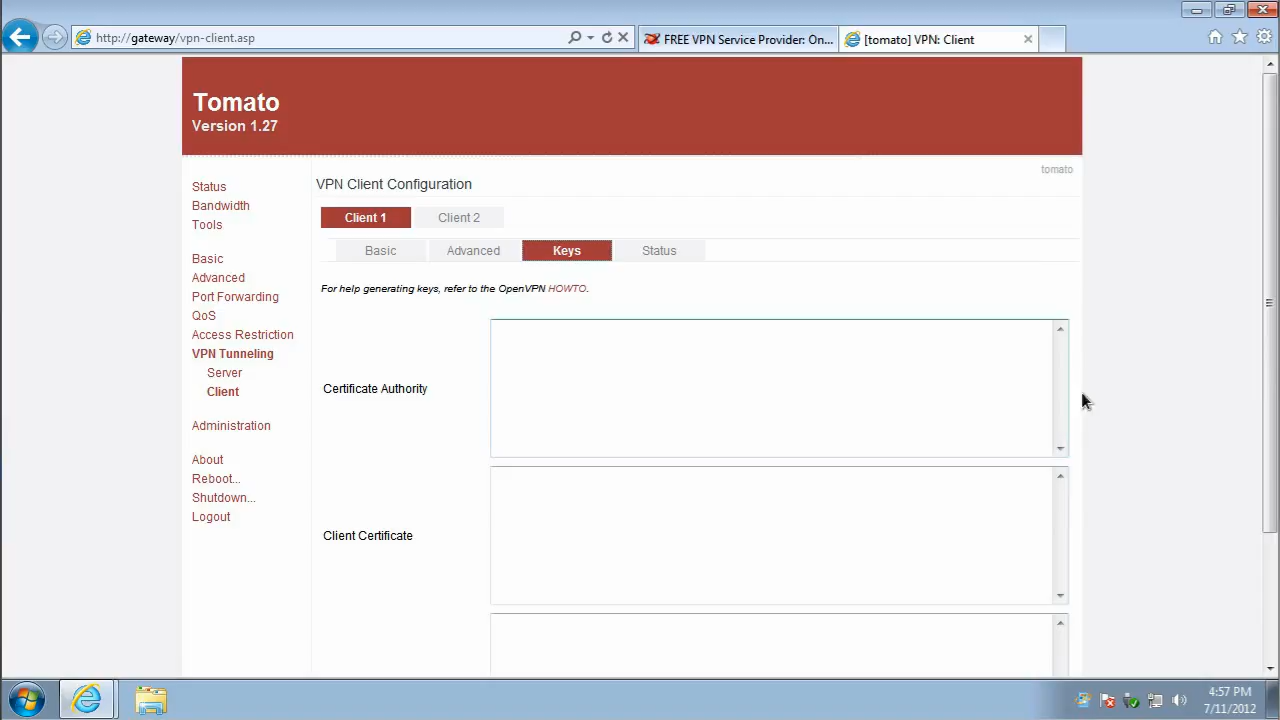 http://gateway/vpn-client.asp
FREE VPN Service Provider: On...
[tomato] VPN: Client
Tomato
Version 1.27
tomato
Status
Bandwidth
Tools
Basic
Advanced
Port Forwarding
QoS
Access Restriction
VPN Tunneling
Server
Client
Administration
About
Reboot...
Shutdown...
Logout
VPN Client Configuration
Client 1
Client 2
Basic
Advanced
Keys
Status
For help generating keys, refer to the OpenVPN HOWTO.
Certificate Authority
Client Certificate
4:57 PM
7/11/2012